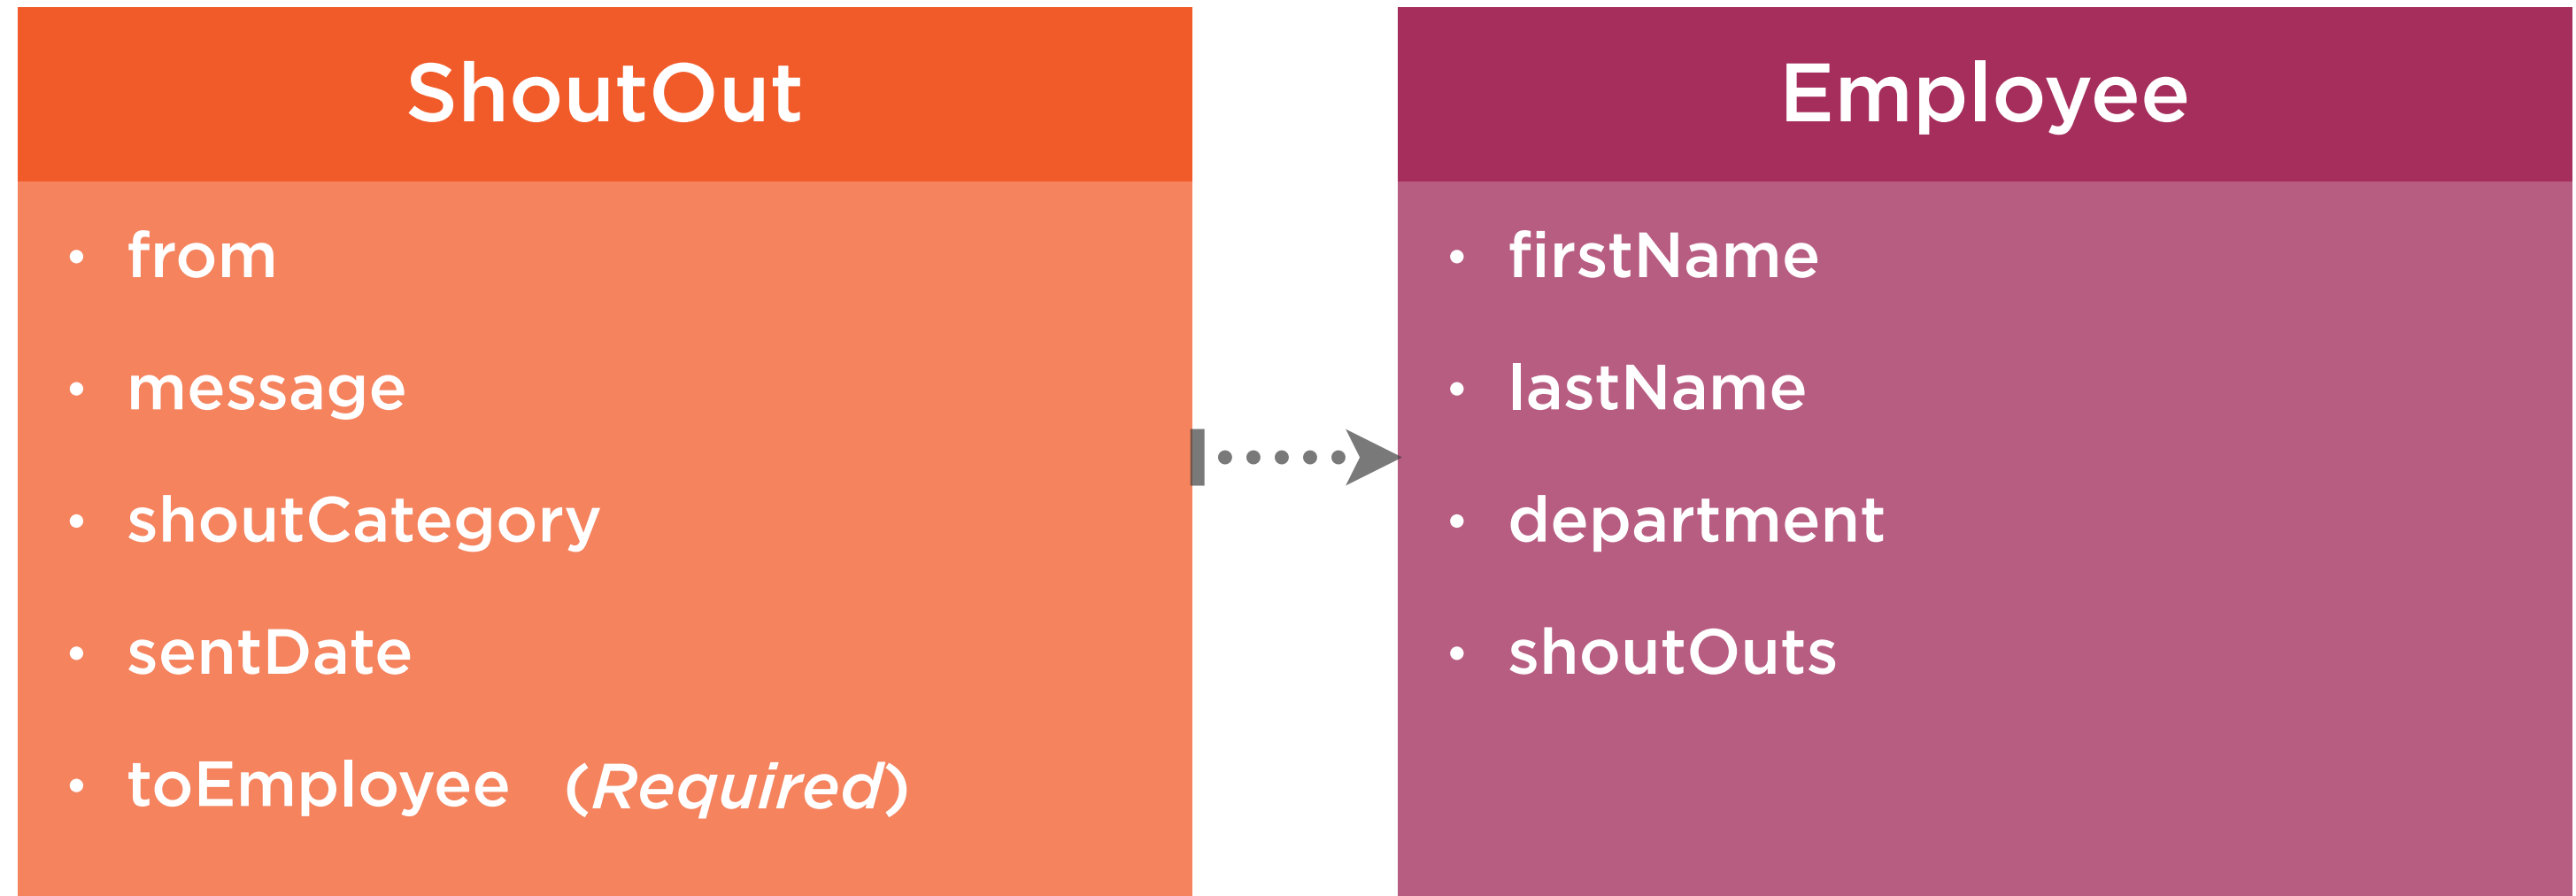 ShoutOut
• from
• message
• shoutCategory
• sentDate
• toEmployee (Required)
Employee
• firstName
• lastName
• department
• shoutOuts